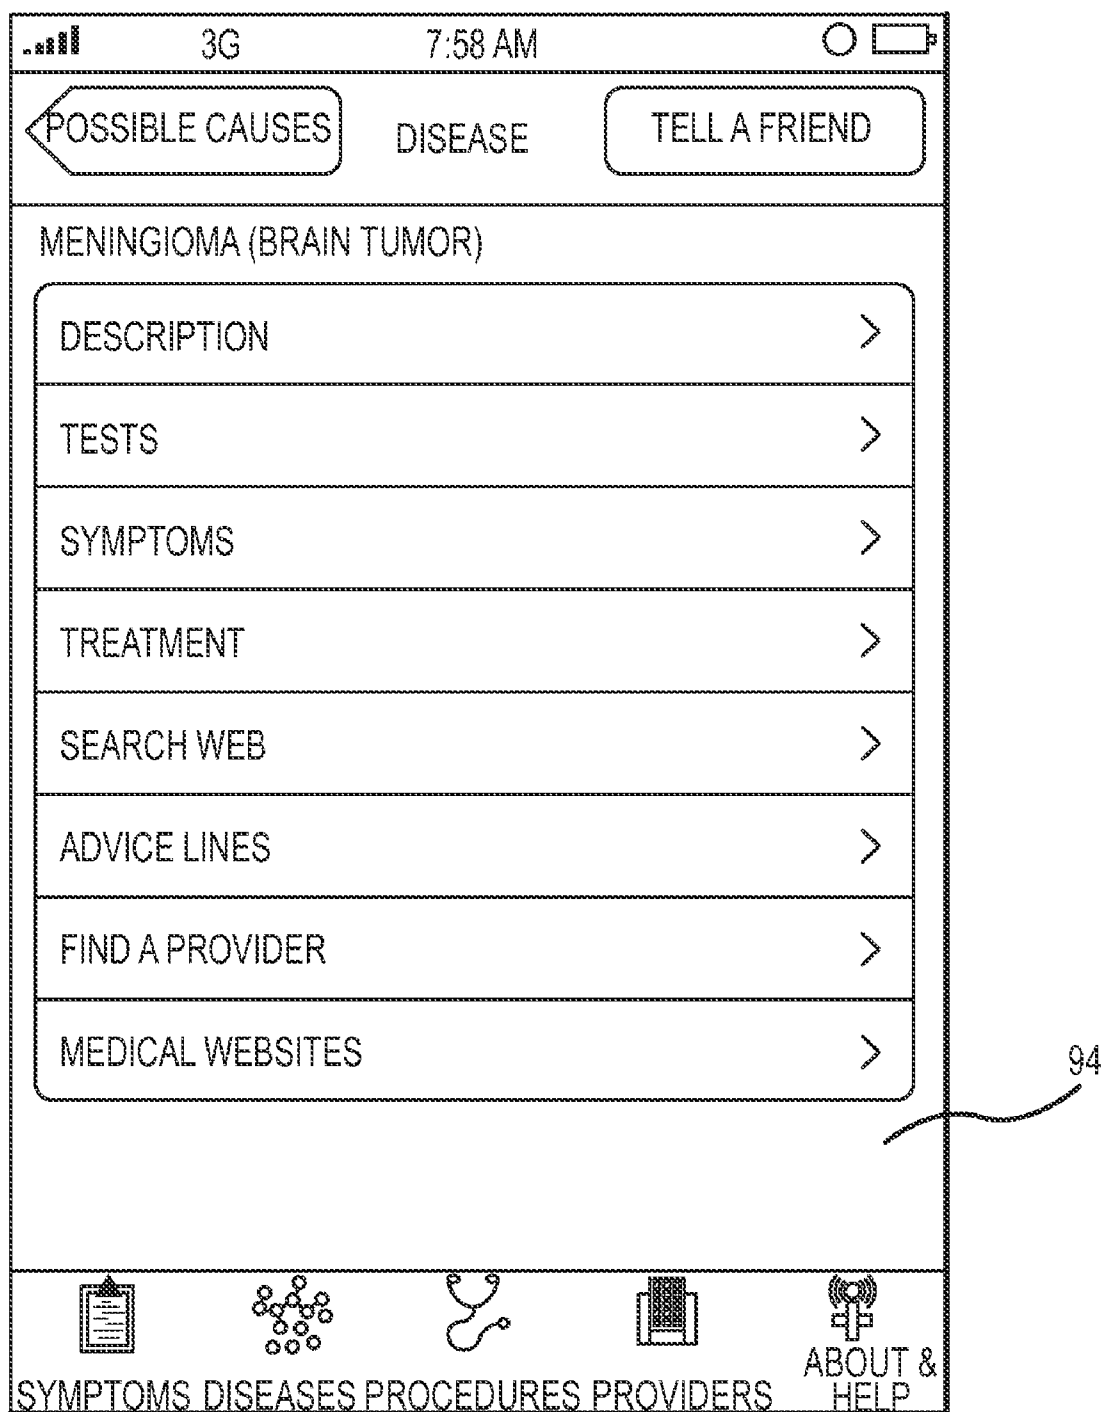 3G 7:58 AM
POSSIBLE CAUSES DISEASE TELL A FRIEND
MENINGIOMA (BRAIN TUMOR)
DESCRIPTION >
TESTS >
SYMPTOMS >
TREATMENT >
SEARCH WEB >
ADVICE LINES >
FIND A PROVIDER >
MEDICAL WEBSITES >
94
SYMPTOMS DISEASES PROCEDURES PROVIDERS ABOUT &
HELP